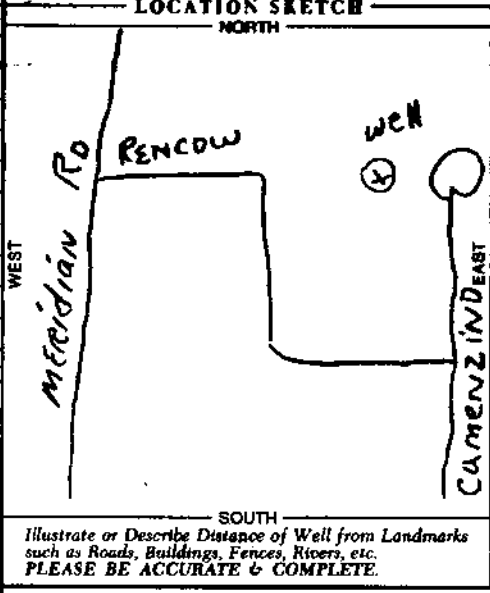 LOCATION SKETCH
NORTH
well
RENCOW
MERIDIAN RD
WEST
EAST
CAMENZIND
SOUTH
Illustrate or Describe Distance of Well from Landmarks
such as Roads, Buildings, Fences, Rivers, etc.
PLEASE BE ACCURATE & COMPLETE.